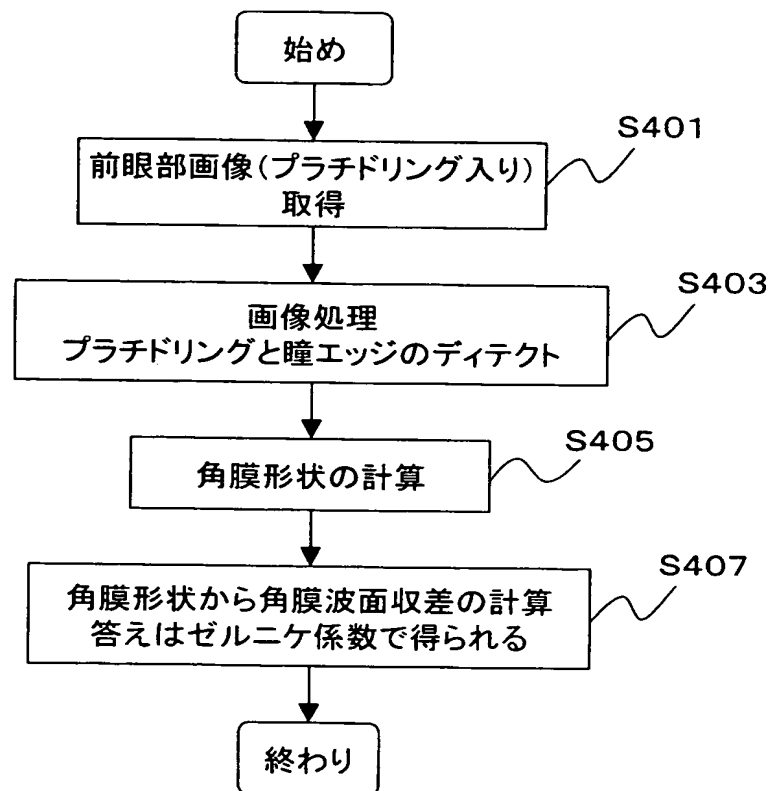 始め
S401
前眼部画像(プラチドリング入り)
取得
S403
画像処理
プラチドリングと瞳エッジのディテクト
S405
角膜形状の計算
S407
角膜形状から角膜波面収差の計算
答えはゼルニケ係数で得られる
終わり